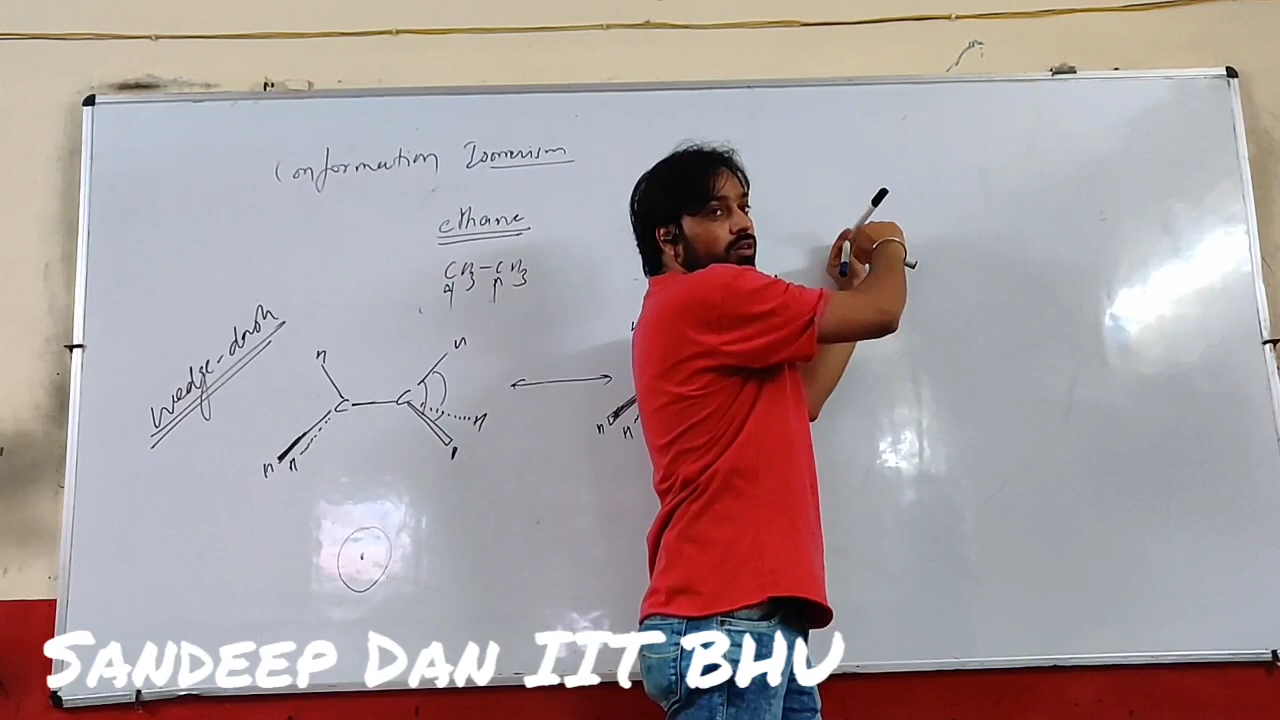 Conformation Isomerism
ethane
CH3-CH3
Wedge-dash
H H
C C
H
H H
H H
SANDEEP DAN IIT BHU